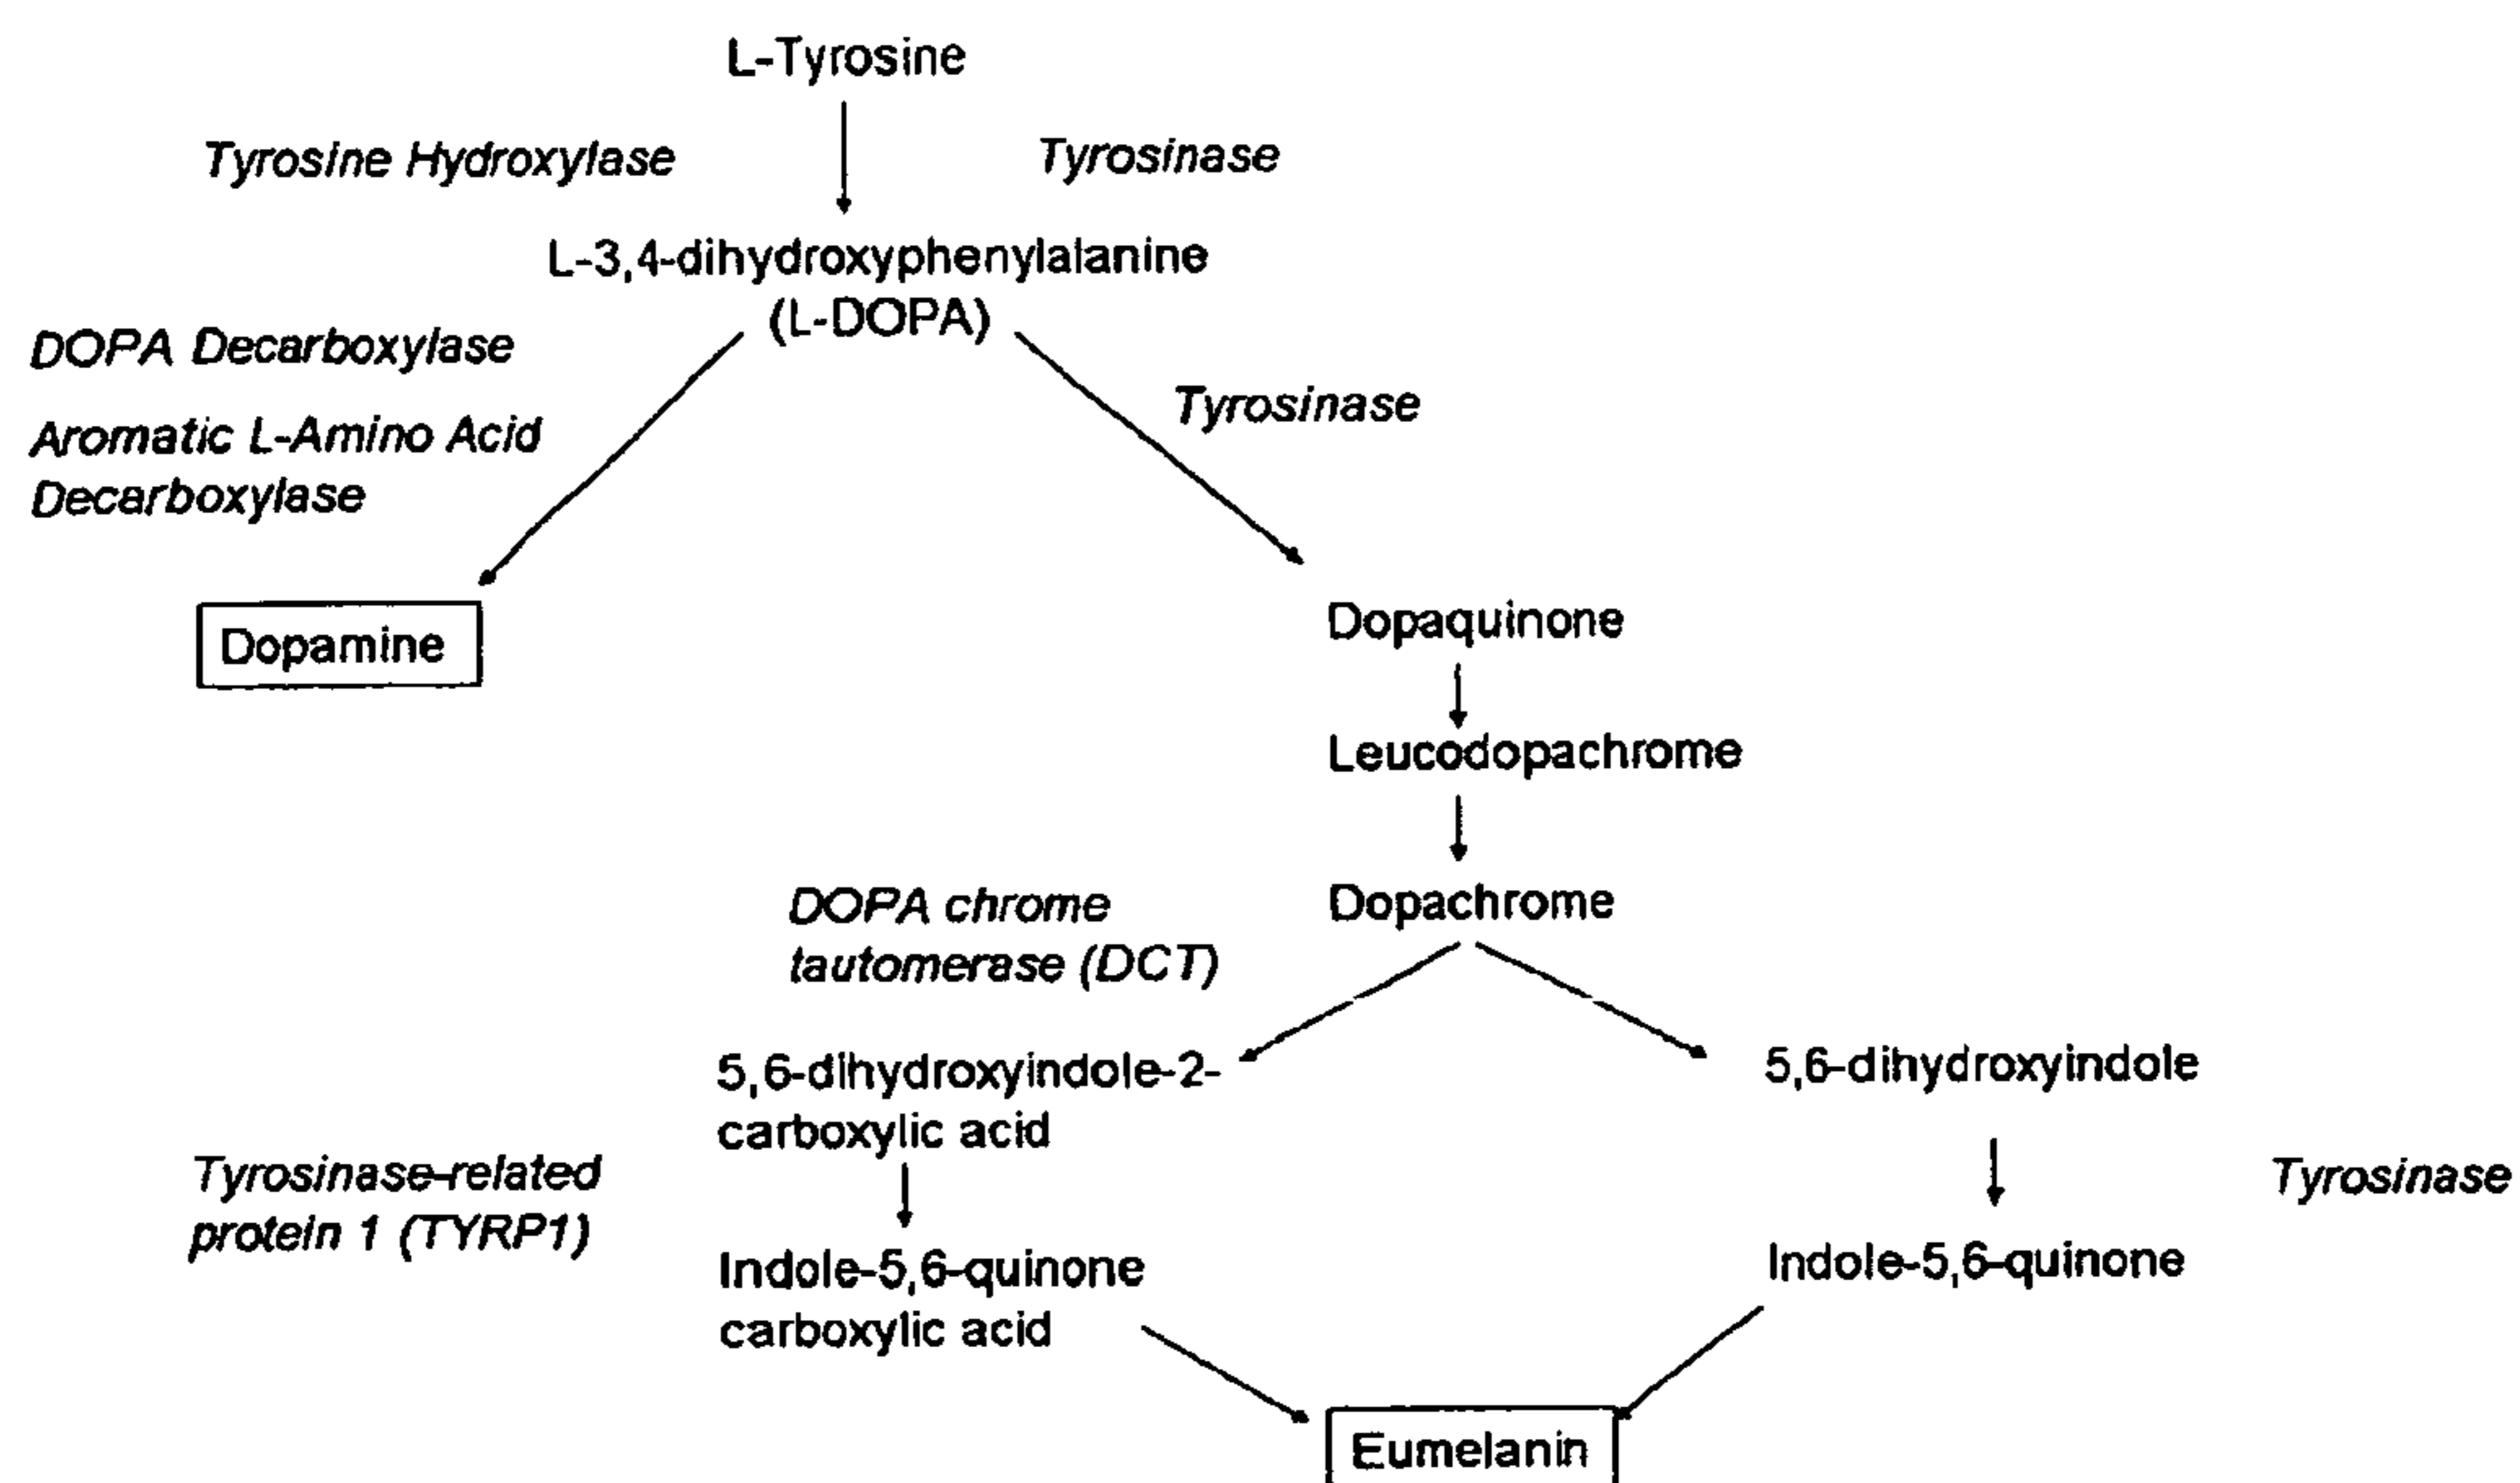 L-Tyrosine
Tyrosine Hydroxylase
Tyrosinase
L-3,4-dihydroxyphenylalanine
(L-DOPA)
DOPA Decarboxylase
Aromatic L-Amino Acid
Decarboxylase
Tyrosinase
Dopamine
Dopaquinone
Leucodopachrome
Dopachrome
DOPA chrome
tautomerase (DCT)
5,6-dihydroxyindole-2-
carboxylic acid
5,6-dihydroxyindole
Tyrosinase-related
protein 1 (TYRP1)
Tyrosinase
Indole-5,6-quinone
carboxylic acid
Indole-5,6-quinone
Eumelanin